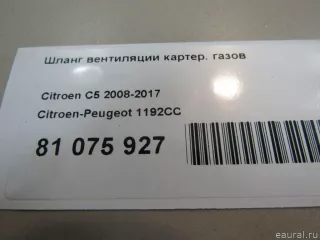 Шланг вентиляции картер. газов
Citroen C5 2008-2017
Citroen-Peugeot 1192CC
81 075 927
eaural.ru/